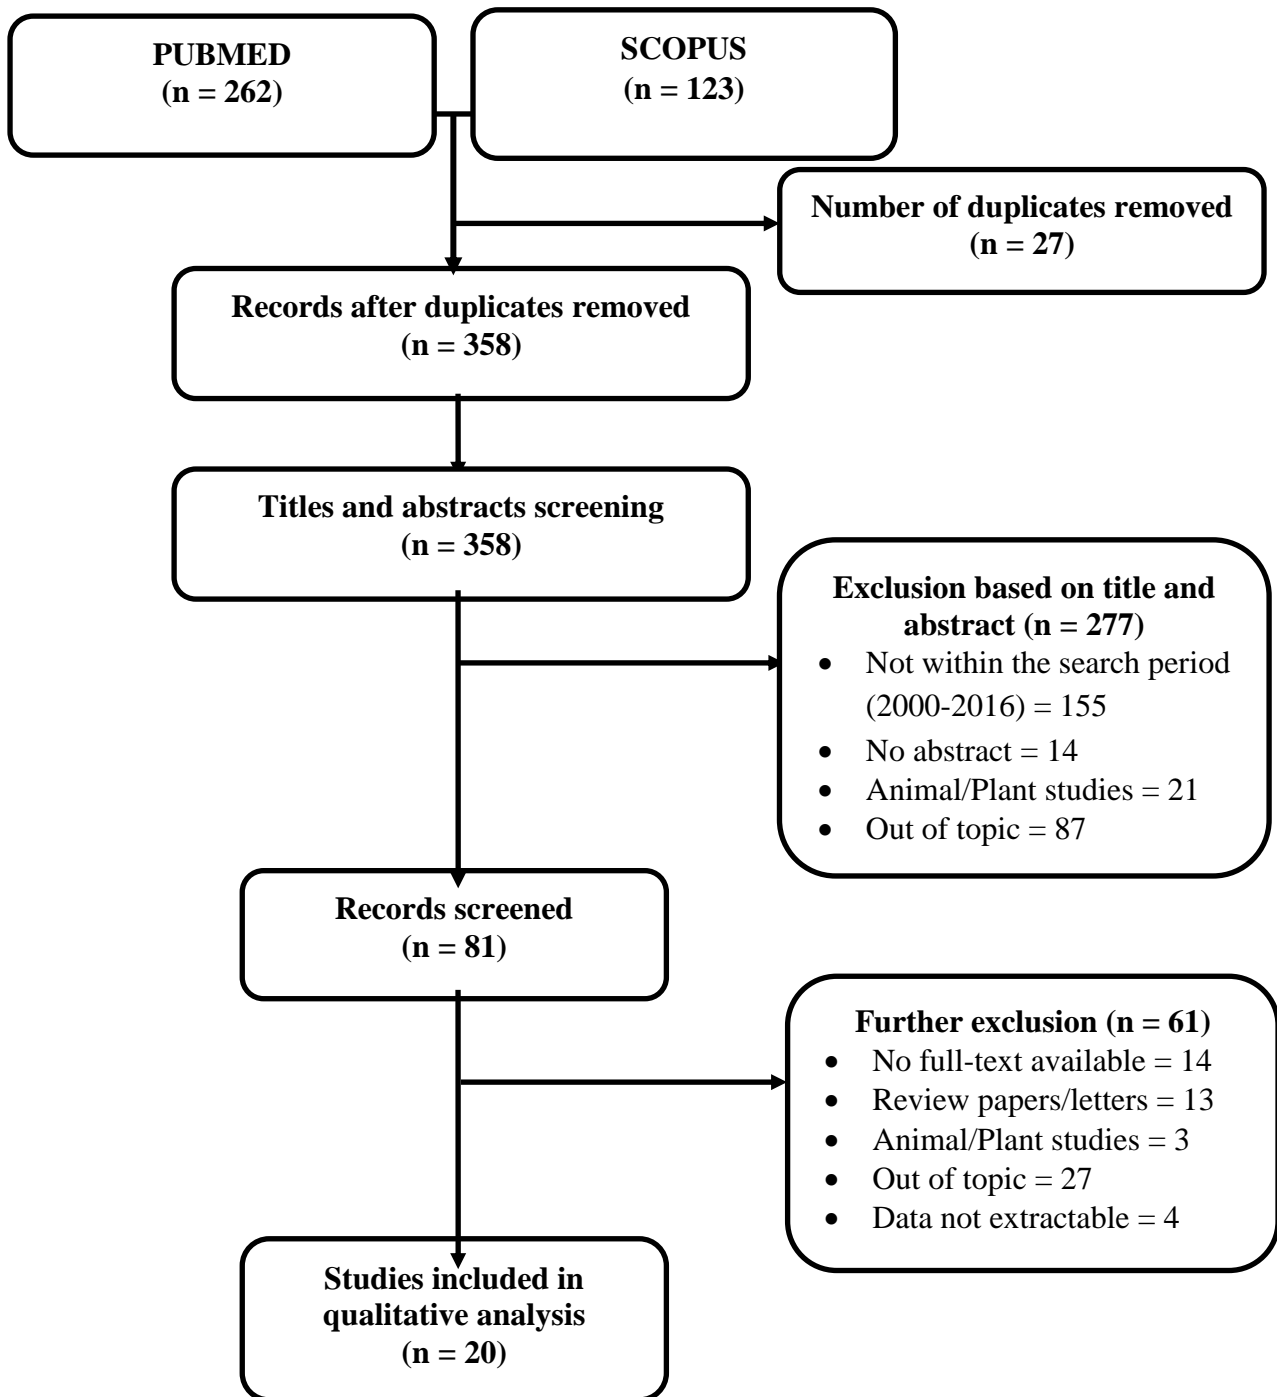 PUBMED
(n = 262)
SCOPUS
(n = 123)
Number of duplicates removed
(n = 27)
Records after duplicates removed
(n = 358)
Titles and abstracts screening
(n = 358)
Exclusion based on title and
abstract (n = 277)
• Not within the search period
(2000-2016) = 155
• No abstract = 14
• Animal/Plant studies = 21
• Out of topic = 87
Records screened
(n = 81)
Further exclusion (n = 61)
• No full-text available = 14
• Review papers/letters = 13
• Animal/Plant studies = 3
• Out of topic = 27
• Data not extractable = 4
Studies included in
qualitative analysis
(n = 20)